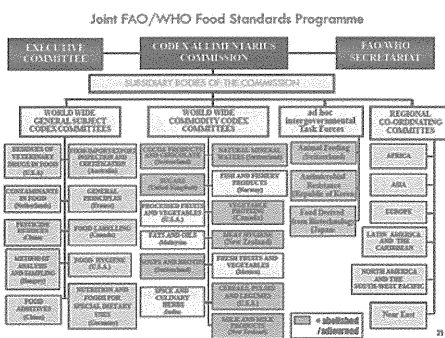 Joint FAO/WHO Food Standards Programme
EXECUTIVE
COMMITTEE
CODEX ALIMENTARIUS
COMMISSION
FAO/WHO
SECRETARIAT
SUBSIDIARY BODIES OF THE COMMISSION
WORLD WIDE
GENERAL SUBJECT
CODEX COMMITTEES
RESIDUES OF
VETERINARY
DRUGS IN FOOD
(U.S.A.)
CONTAMINANTS
IN FOOD
(Netherlands)
PESTICIDE
RESIDUES
(China)
METHOD OF
ANALYSIS
AND SAMPLING
(Hungary)
FOOD
ADDITIVES
(China)
FOOD IMPORT/EXPORT
INSPECTION AND
CERTIFICATION
(Australia)
GENERAL
PRINCIPLES
(France)
FOOD LABELLING
(Canada)
FOOD HYGIENE
(U.S.A.)
NUTRITION AND
FOODS FOR
SPECIAL DIETARY
USES
(Germany)
WORLD WIDE
COMMODITY CODEX
COMMITTEES
COCOA PRODUCTS
AND CHOCOLATE
(Switzerland)
SUGARS
(United Kingdom)
PROCESSED FRUITS
AND VEGETABLES
(U.S.A.)
FATS AND OILS
(Malaysia)
SOUPS AND BROTHS
(Switzerland)
SPICE AND
CULINARY
HERBS
(India)
NATURAL MINERAL
WATERS (Switzerland)
FISH AND FISHERY
PRODUCTS
(Norway)
VEGETABLE
PROTEINS
(Canada)
MEAT HYGIENE
(New Zealand)
FRESH FRUITS AND
VEGETABLES
(Mexico)
CEREALS, PULSES
AND LEGUMES
(U.S.A.)
MILK AND MILK
PRODUCTS
(New Zealand)
ad hoc
intergovernmental
Task Forces
Animal Feeding
(Switzerland)
Antimicrobial
Resistance
(Republic of Korea)
Food Derived
from Biotechnology
(Japan)
REGIONAL
CO-ORDINATING
COMMITTEES
AFRICA
ASIA
EUROPE
LATIN AMERICA
AND THE
CARIBBEAN
NORTH AMERICA
AND THE
SOUTH-WEST PACIFIC
Near East
= abolished
/adjourned